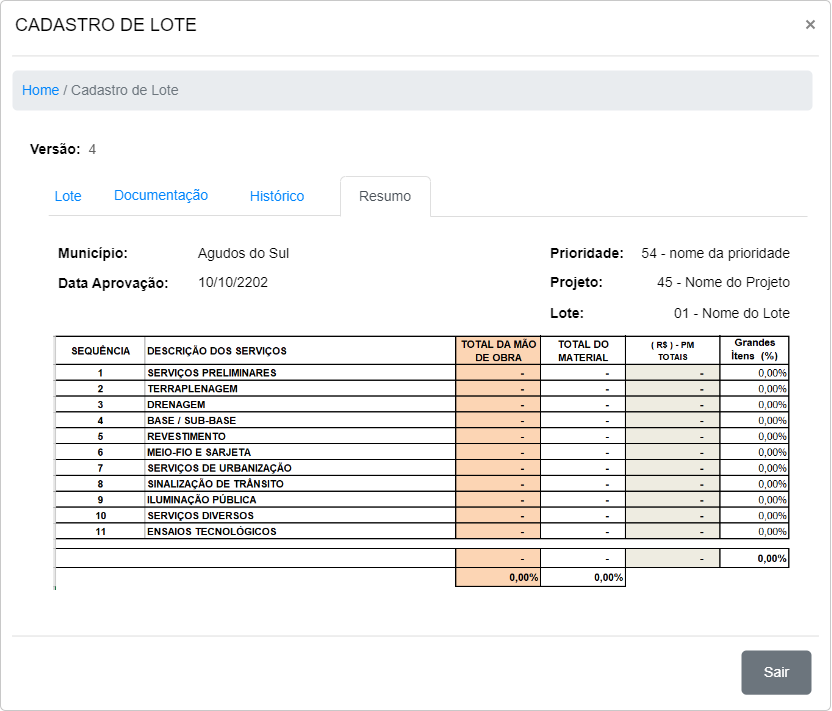 CADASTRO DE LOTE ×
Home / Cadastro de Lote
Versão: 4
Lote Documentação Histórico Resumo
Município: Agudos do Sul Prioridade: 54 - nome da prioridade
Data Aprovação: 10/10/2202 Projeto: 45 - Nome do Projeto
Lote: 01 - Nome do Lote
SEQUÊNCIA DESCRIÇÃO DOS SERVIÇOS TOTAL DA MÃO DE OBRA TOTAL DO MATERIAL ( R$ ) - PM TOTAIS Grandes Ítens (%)
1 SERVIÇOS PRELIMINARES - - - 0,00%
2 TERRAPLENAGEM - - - 0,00%
3 DRENAGEM - - - 0,00%
4 BASE / SUB-BASE - - - 0,00%
5 REVESTIMENTO - - - 0,00%
6 MEIO-FIO E SARJETA - - - 0,00%
7 SERVIÇOS DE URBANIZAÇÃO - - - 0,00%
8 SINALIZAÇÃO DE TRÂNSITO - - - 0,00%
9 ILUMINAÇÃO PÚBLICA - - - 0,00%
10 SERVIÇOS DIVERSOS - - - 0,00%
11 ENSAIOS TECNOLÓGICOS - - - 0,00%
- - - 0,00%
0,00% 0,00%
Sair